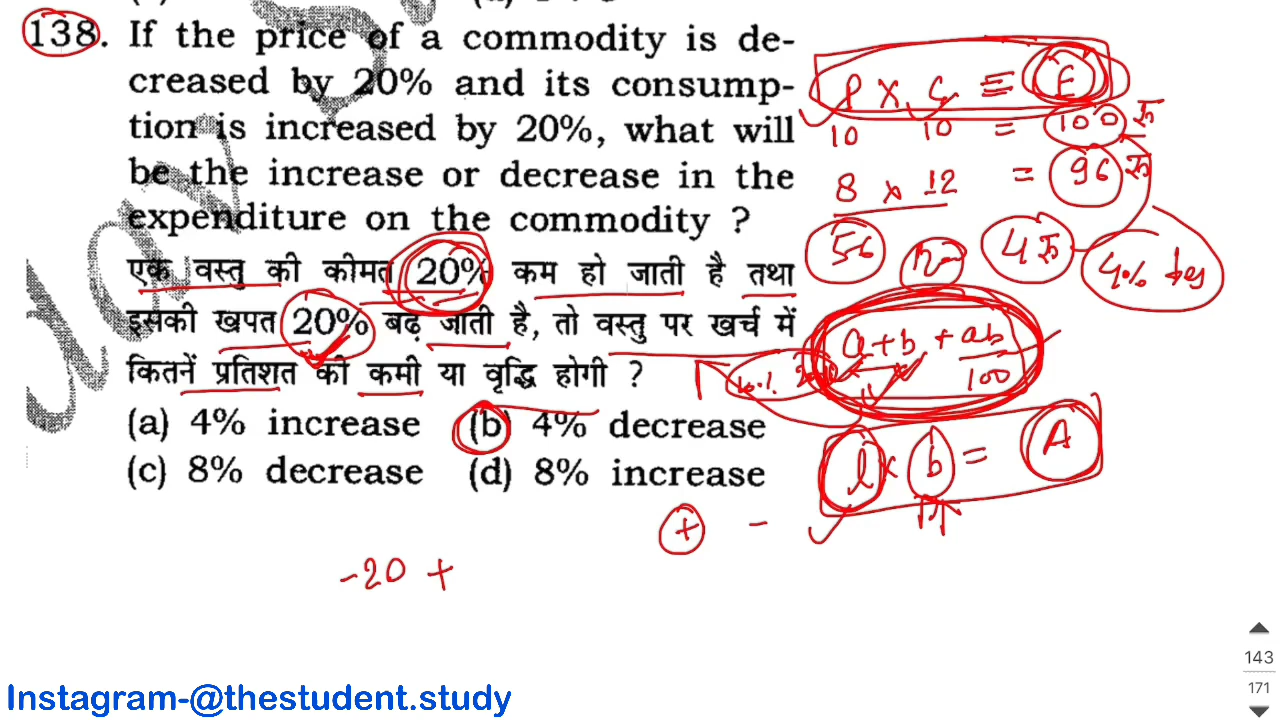 138. If the price of a commodity is de-
creased by 20% and its consump-
tion is increased by 20%, what will
be the increase or decrease in the
expenditure on the commodity ?
एक वस्तु की कीमत 20% कम हो जाती है तथा
इसकी खपत 20% बढ़ जाती है, तो वस्तु पर खर्च में
कितनें प्रतिशत की कमी या वृद्धि होगी ?
(a) 4% increase (b) 4% decrease
(c) 8% decrease (d) 8% increase
P × C = E
10 10 = 100 रु
8 × 12 = 96 रु
56 4 रु
4% des
a + b + ab/100
l × b = A
+ -
-20 +
Instagram-@thestudent.study
143
171